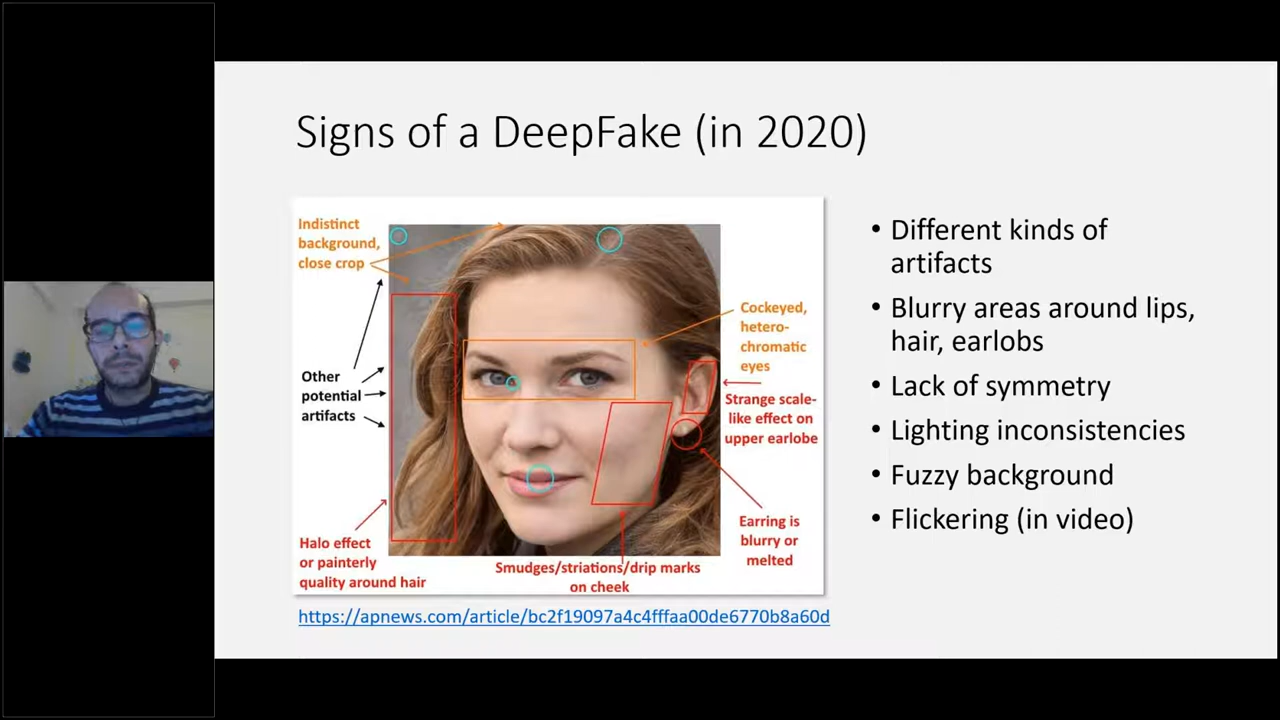 Signs of a DeepFake (in 2020)
Indistinct
background,
close crop
Other
potential
artifacts
Halo effect
or painterly
quality around hair
Cockeyed,
hetero-
chromatic
eyes
Strange scale-
like effect on
upper earlobe
Earring is
blurry or
melted
Smudges/striations/drip marks
on cheek
https://apnews.com/article/bc2f19097a4c4fffaa00de6770b8a60d
• Different kinds of
artifacts
• Blurry areas around lips,
hair, earlobs
• Lack of symmetry
• Lighting inconsistencies
• Fuzzy background
• Flickering (in video)